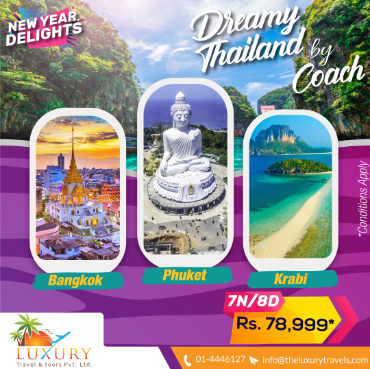 NEW YEAR
DELIGHTS
Dreamy
Thailand by
Coach
*Conditions Apply
Bangkok
Phuket
Krabi
7N/8D
Rs. 78,999*
LUXURY
Travel & tours Pvt. Ltd.
01-4446127
info@theluxurytravels.com